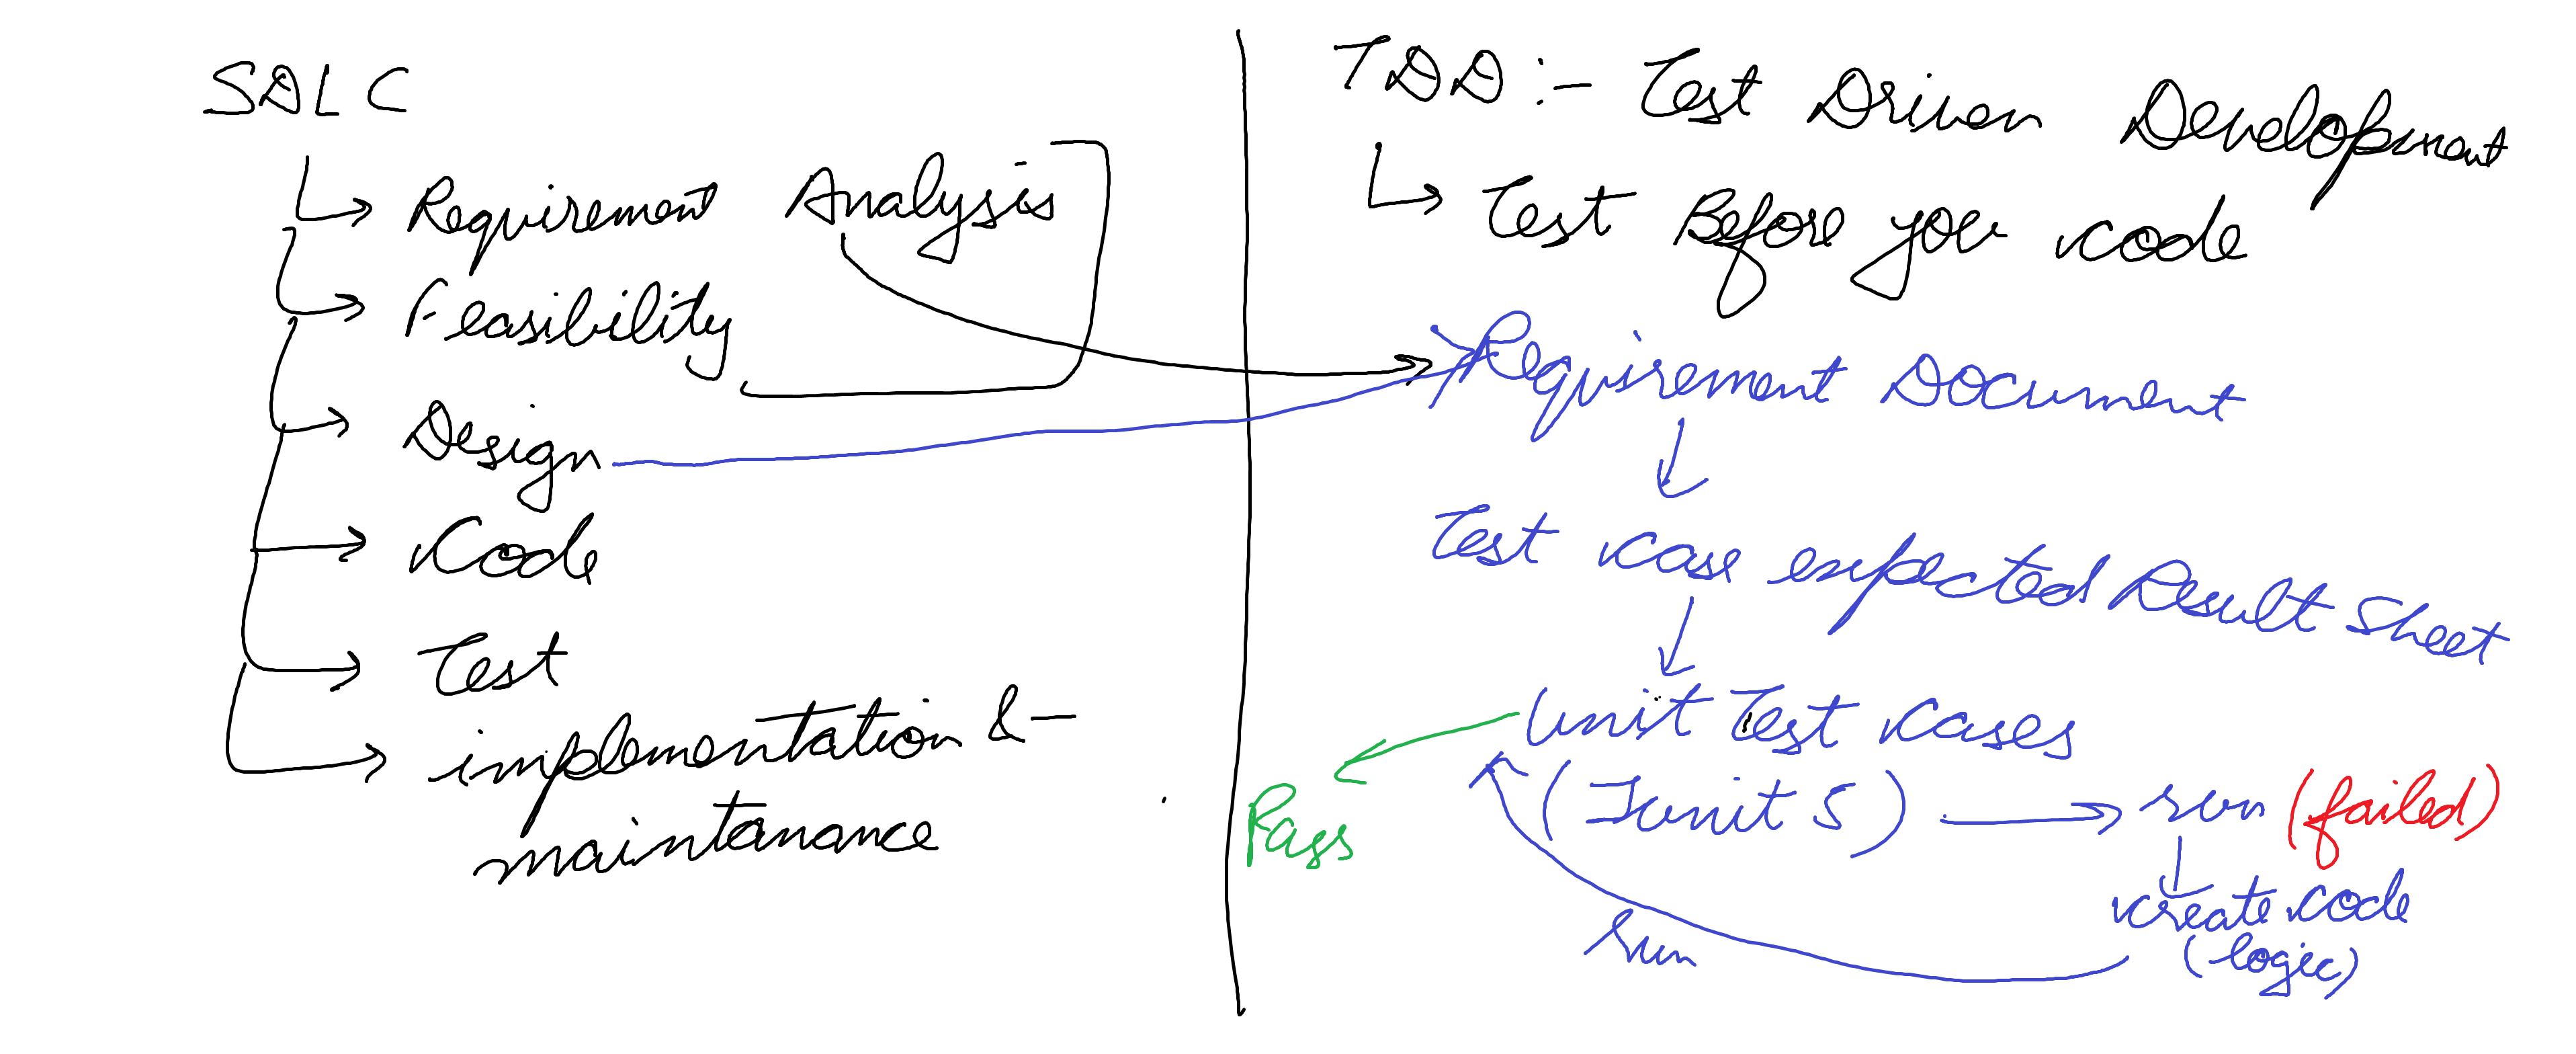 SDLC
Requirement Analysis
Feasibility
Design
Code
Test
implementation &
maintanance
TDD :- Test Driven Development
Test Before you code
Requirement Document
Test case expected Result Sheet
Unit Test cases
(Junit 5)
run (failed)
create code
(logic)
run
Pass